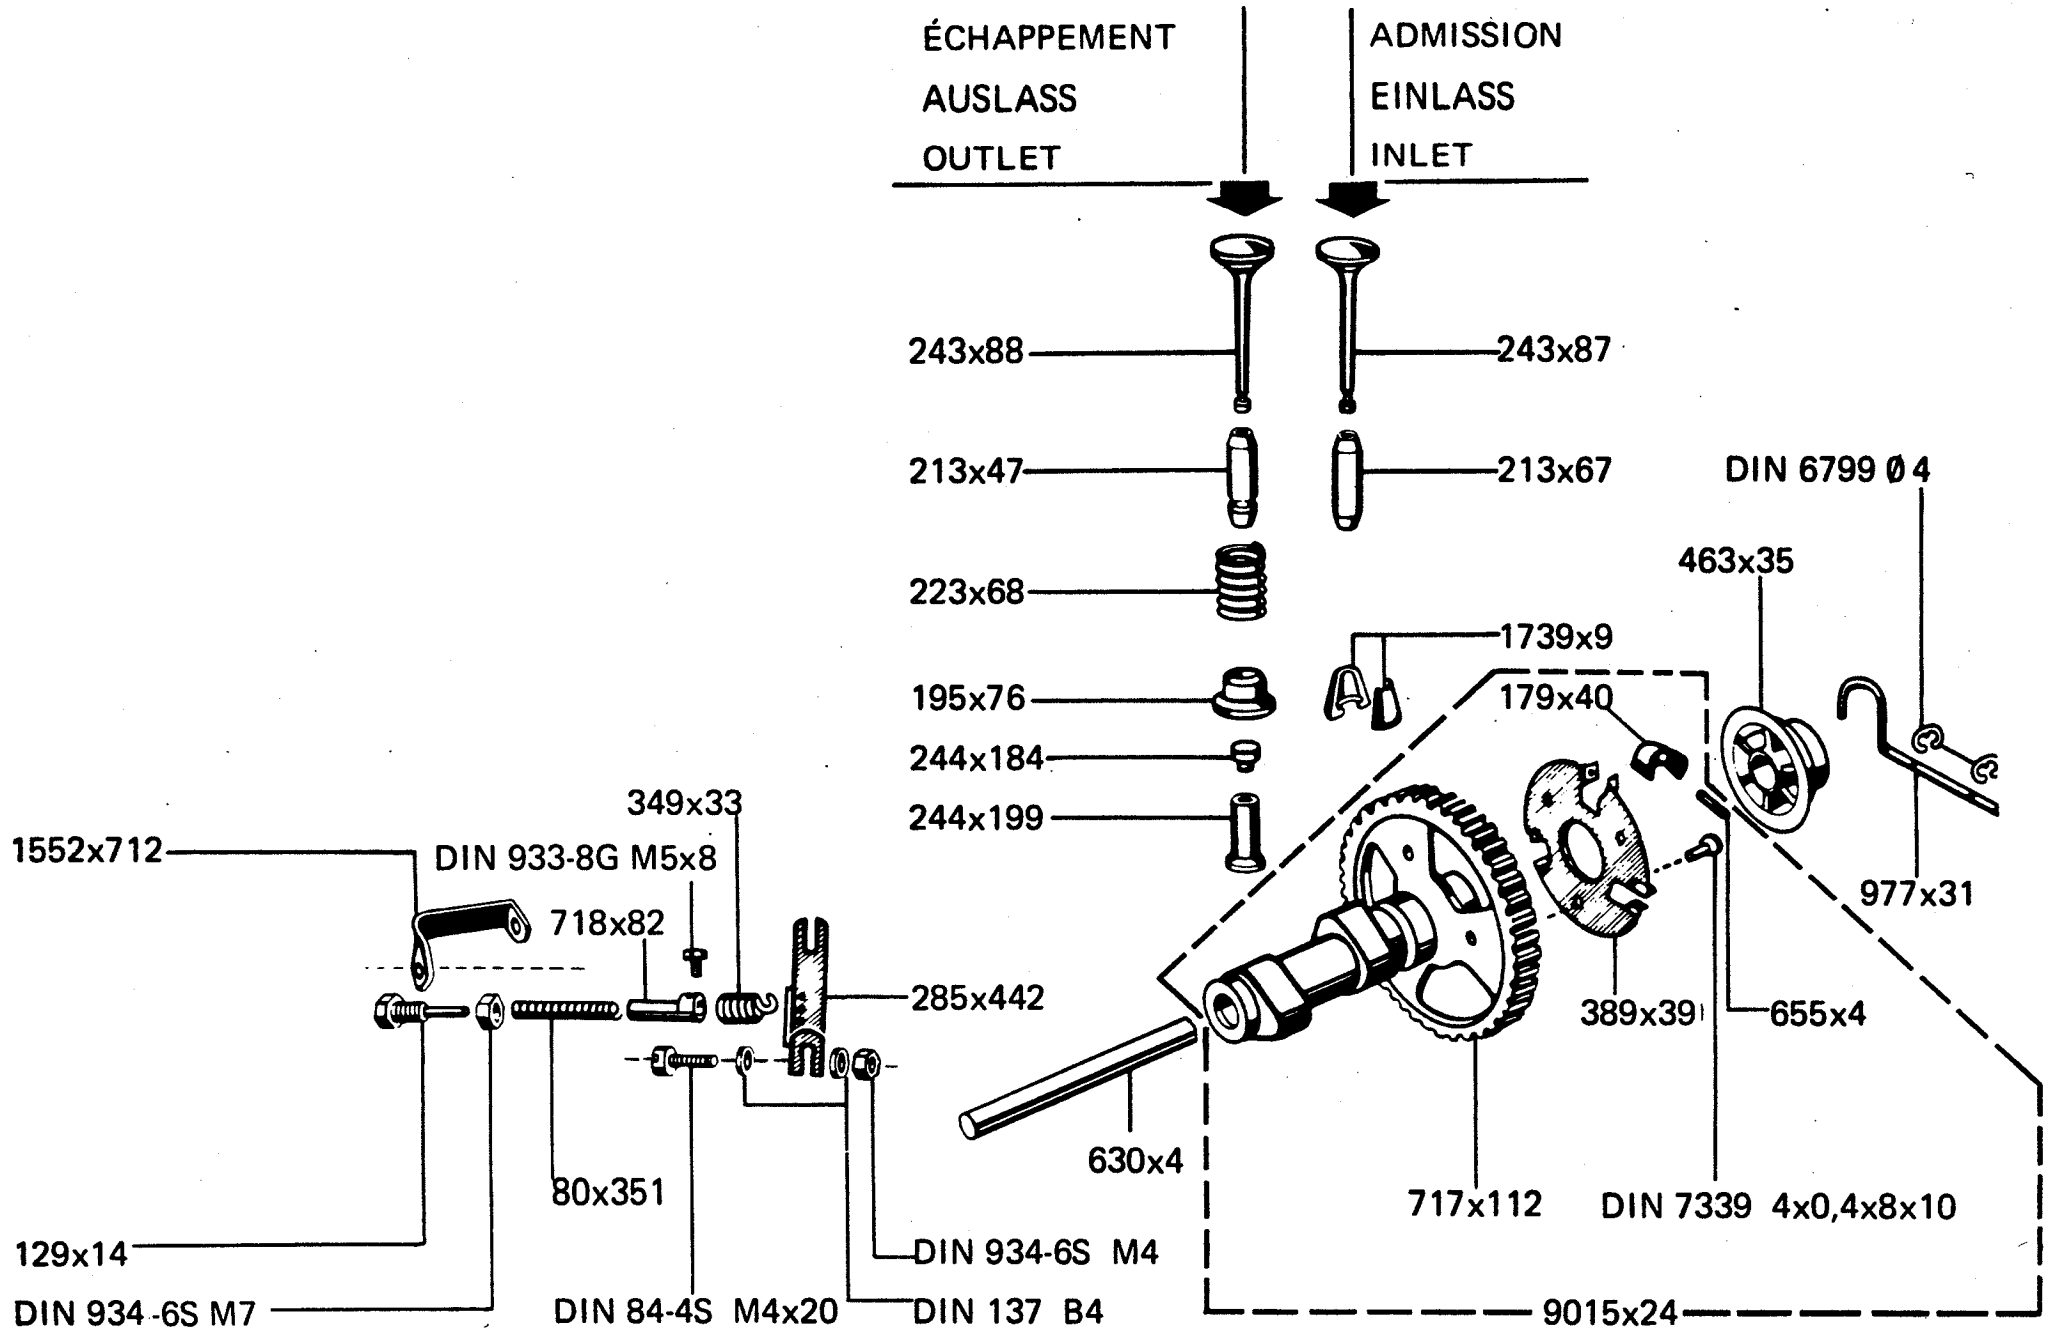 ÉCHAPPEMENT
AUSLASS
OUTLET
ADMISSION
EINLASS
INLET
243x88
243x87
213x47
213x67
DIN 6799 Ø 4
463x35
223x68
1739x9
195x76
179x40
244x184
349x33
244x199
1552x712
DIN 933-8G M5x8
977x31
718x82
285x442
389x39
655x4
630x4
80x351
717x112
DIN 7339 4x0,4x8x10
129x14
DIN 934-6S M4
DIN 934-6S M7
DIN 84-4S M4x20
DIN 137 B4
9015x24